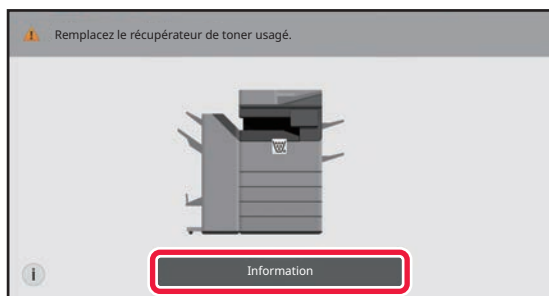 Remplacez le récupérateur de toner usagé.
i
Information